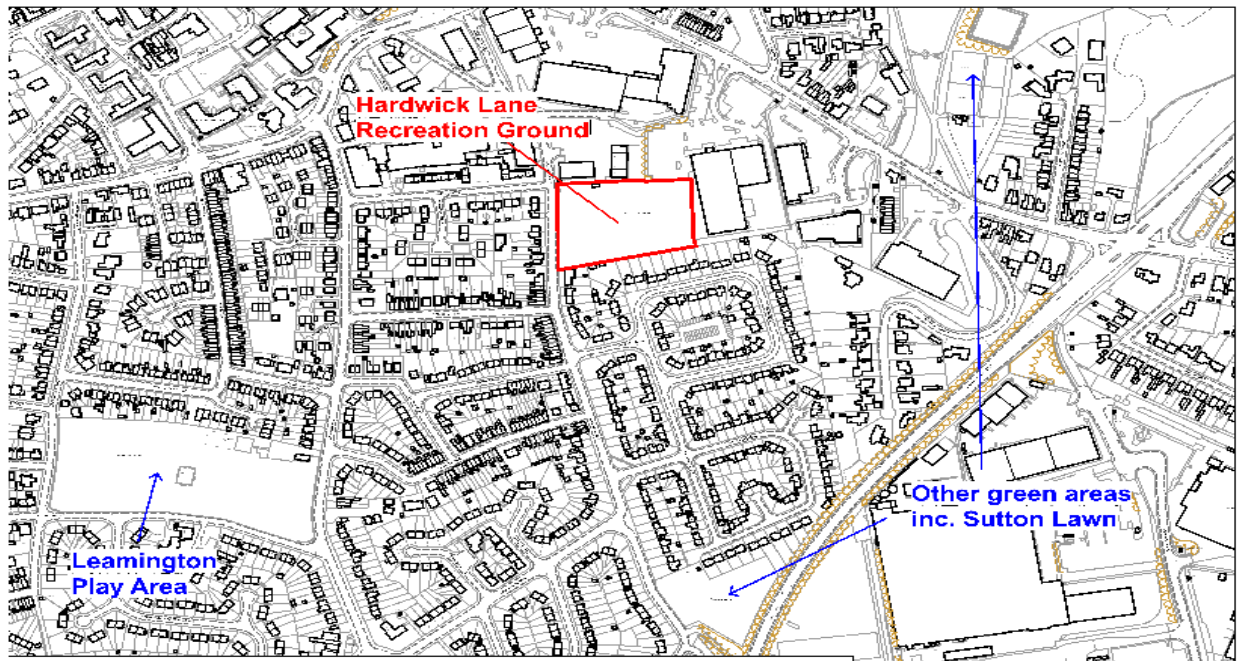 Hardwick Lane
Recreation Ground
Other green areas
inc. Sutton Lawn
Leamington
Play Area